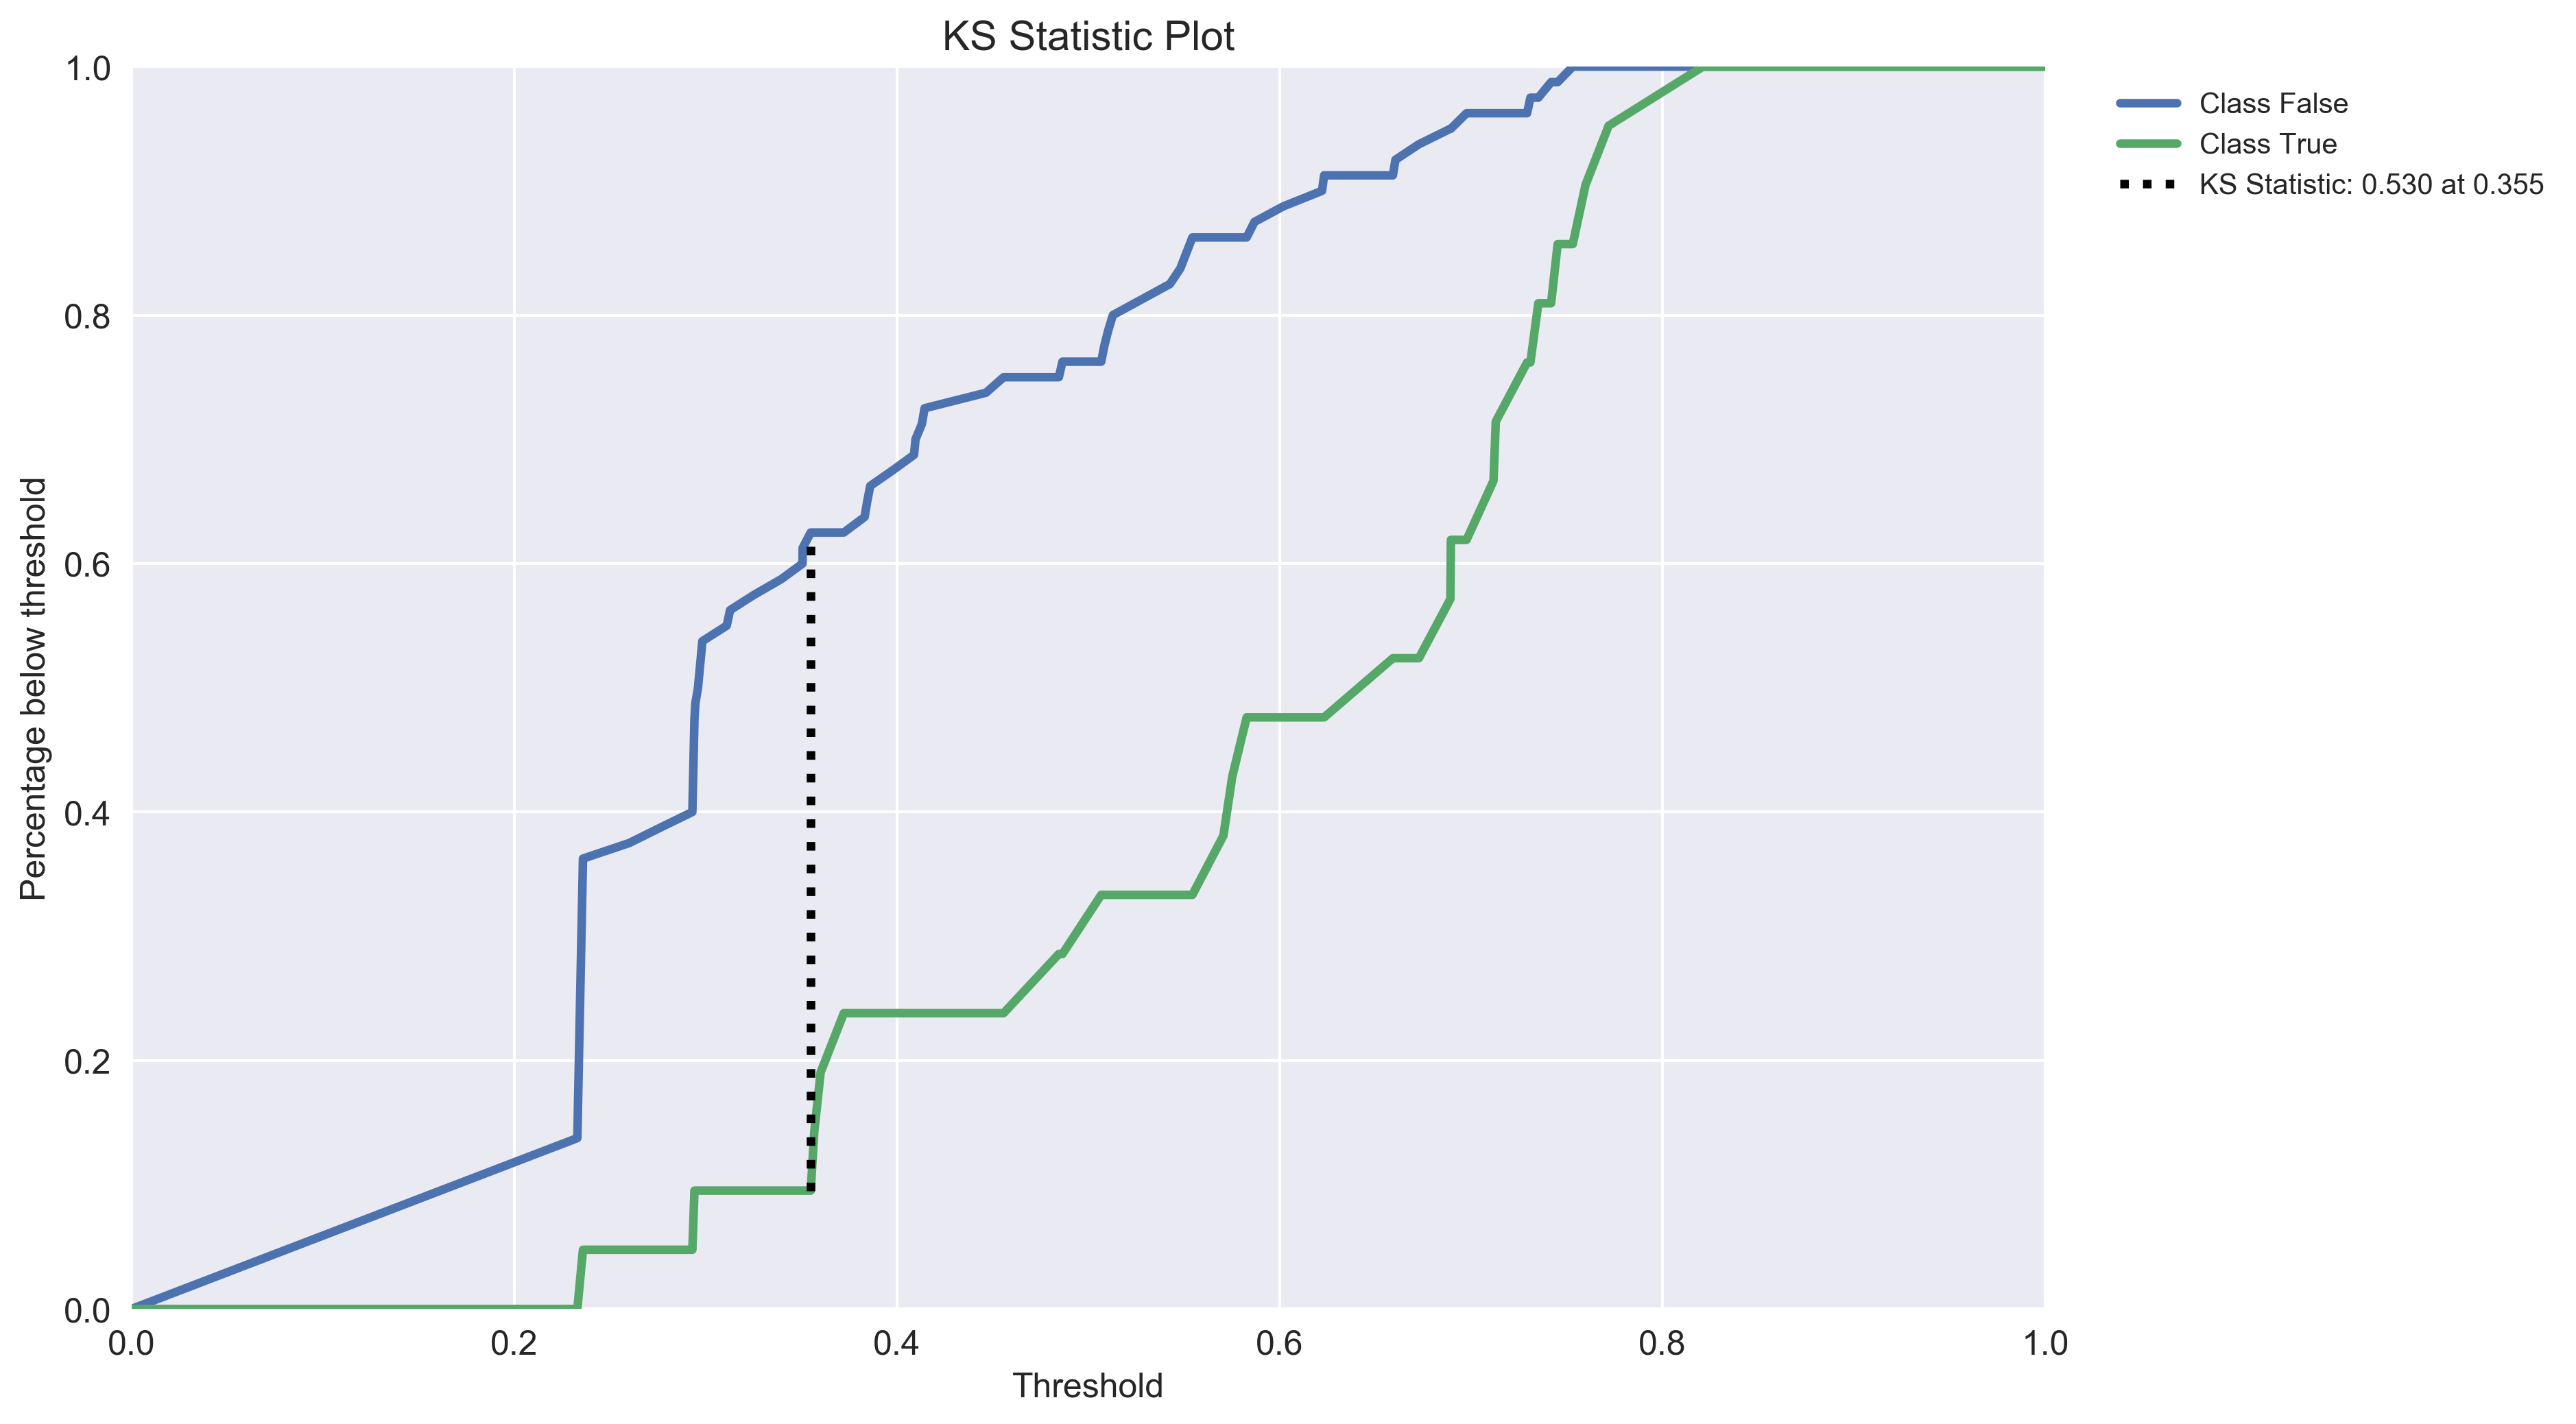 KS Statistic Plot
1.0
0.8
0.6
0.4
0.2
0.0
Percentage below threshold
0.0 0.2 0.4 0.6 0.8 1.0
Threshold
Class False
Class True
KS Statistic: 0.530 at 0.355